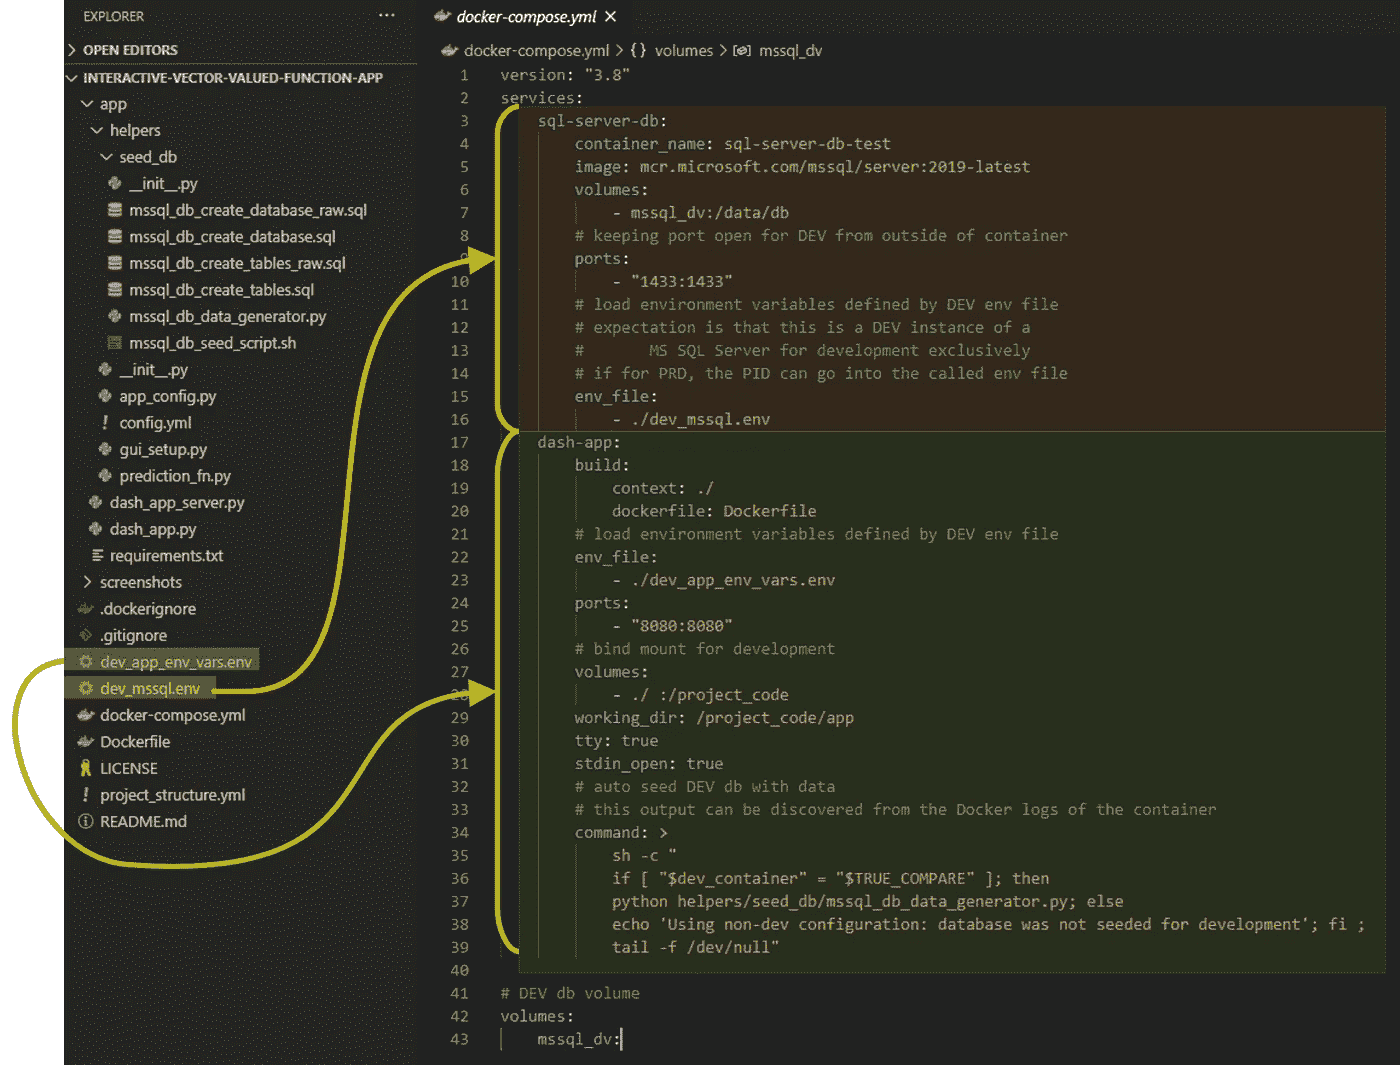 EXPLORER
···
OPEN EDITORS
INTERACTIVE-VECTOR-VALUED-FUNCTION-APP
app
helpers
seed_db
__init__.py
mssql_db_create_database_raw.sql
mssql_db_create_database.sql
mssql_db_create_tables_raw.sql
mssql_db_create_tables.sql
mssql_db_data_generator.py
mssql_db_seed_script.sh
__init__.py
app_config.py
! config.yml
gui_setup.py
prediction_fn.py
dash_app_server.py
dash_app.py
requirements.txt
screenshots
.dockerignore
.gitignore
dev_app_env_vars.env
dev_mssql.env
docker-compose.yml
Dockerfile
LICENSE
! project_structure.yml
README.md
docker-compose.yml ×
docker-compose.yml > {} volumes > mssql_dv
1 version: "3.8"
2 services:
3 sql-server-db:
4 container_name: sql-server-db-test
5 image: mcr.microsoft.com/mssql/server:2019-latest
6 volumes:
7 - mssql_dv:/data/db
8 # keeping port open for DEV from outside of container
9 ports:
10 - "1433:1433"
11 # load environment variables defined by DEV env file
12 # expectation is that this is a DEV instance of a
13 # MS SQL Server for development exclusively
14 # if for PRD, the PID can go into the called env file
15 env_file:
16 - ./dev_mssql.env
17 dash-app:
18 build:
19 context: ./
20 dockerfile: Dockerfile
21 # load environment variables defined by DEV env file
22 env_file:
23 - ./dev_app_env_vars.env
24 ports:
25 - "8080:8080"
26 # bind mount for development
27 volumes:
28 - ./ :/project_code
29 working_dir: /project_code/app
30 tty: true
31 stdin_open: true
32 # auto seed DEV db with data
33 # this output can be discovered from the Docker logs of the container
34 command: >
35 sh -c "
36 if [ "$dev_container" = "$TRUE_COMPARE" ]; then
37 python helpers/seed_db/mssql_db_data_generator.py; else
38 echo 'Using non-dev configuration: database was not seeded for development'; fi ;
39 tail -f /dev/null"
40
41 # DEV db volume
42 volumes:
43 mssql_dv: